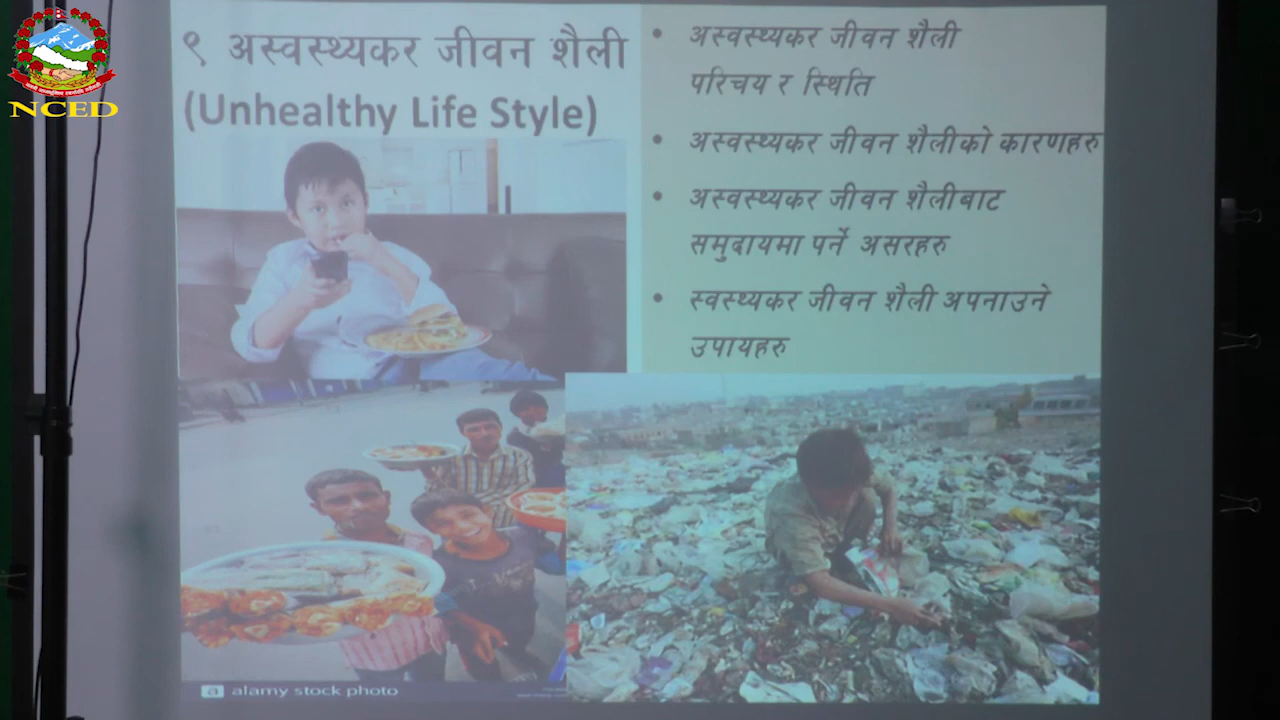 NCED
९ अस्वस्थ्यकर जीवन शैली
(Unhealthy Life Style)
• अस्वस्थ्यकर जीवन शैली
परिचय र स्थिति
• अस्वस्थ्यकर जीवन शैलीको कारणहरु
• अस्वस्थ्यकर जीवन शैलीबाट
समुदायमा पर्ने असरहरु
• स्वस्थ्यकर जीवन शैली अपनाउने
उपायहरु
a alamy stock photo